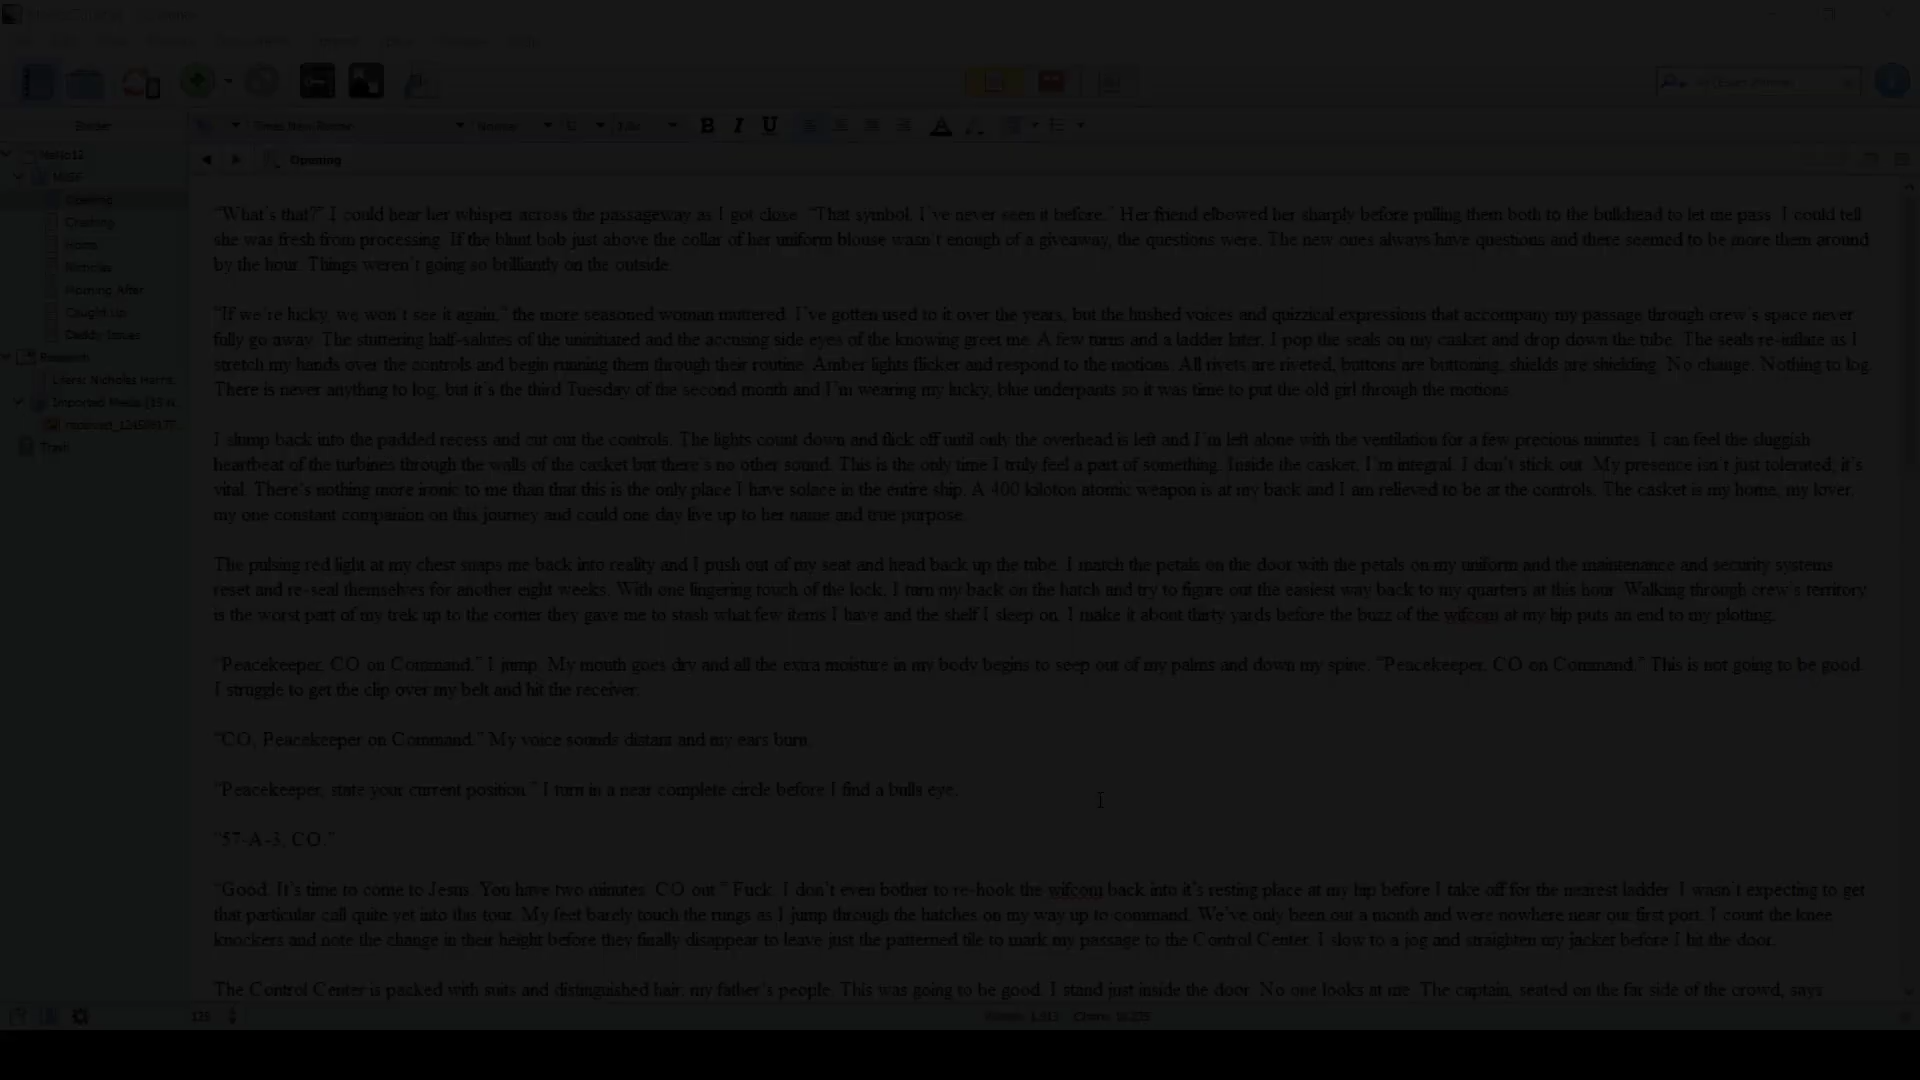 Binder
Times New Roman
B I U
NaNo12
Opening
Opening
Crashing
Home
Nicholas
Morning After
Caught Up
Daddy Issues
Research
Trash
“What’s that?” I could hear her whisper across the passageway as I got close. “That symbol. I’ve never seen it before.” Her friend elbowed her sharply before pulling them both to the bulkhead to let me pass. I could tell
she was fresh from processing. If the blunt bob just above the collar of her uniform blouse wasn’t enough of a giveaway, the questions were. The new ones always have questions and there seemed to be more them around
by the hour. Things weren’t going so brilliantly on the outside.
“If we’re lucky, we won’t see it again,” the more seasoned woman muttered. I’ve gotten used to it over the years, but the hushed voices and quizzical expressions that accompany my passage through crew’s space never
fully go away. The stuttering half-salutes of the uninitiated and the accusing side eyes of the knowing greet me. A few turns and a ladder later, I pop the seals on my casket and drop down the tube. The seals re-inflate as I
stretch my hands over the controls and begin running them through their routine. Amber lights flicker and respond to the motions. All rivets are riveted, buttons are buttoning, shields are shielding. No change. Nothing to log.
There is never anything to log, but it’s the third Tuesday of the second month and I’m wearing my lucky, blue underpants so it was time to put the old girl through the motions.
I slump back into the padded recess and cut out the controls. The lights count down and flick off until only the overhead is left and I’m left alone with the ventilation for a few precious minutes. I can feel the sluggish
heartbeat of the turbines through the walls of the casket but there’s no other sound. This is the only time I truly feel a part of something. Inside the casket, I’m integral. I don’t stick out. My presence isn’t just tolerated, it’s
vital. There’s nothing more ironic to me than that this is the only place I have solace in the entire ship. A 400 kiloton atomic weapon is at my back and I am relieved to be at the controls. The casket is my home, my lover,
my one constant companion on this journey and could one day live up to her name and true purpose.
The pulsing red light at my chest snaps me back into reality and I push out of my seat and head back up the tube. I match the petals on the door with the petals on my uniform and the maintenance and security systems
reset and re-seal themselves for another eight weeks. With one lingering touch of the lock, I turn my back on the hatch and try to figure out the easiest way back to my quarters at this hour. Walking through crew’s territory
is the worst part of my trek up to the corner they gave me to stash what few items I have and the shelf I sleep on. I make it about thirty yards before the buzz of the wifcom at my hip puts an end to my plotting.
“Peacekeeper, CO on Command.” I jump. My mouth goes dry and all the extra moisture in my body begins to seep out of my palms and down my spine. “Peacekeeper, CO on Command.” This is not going to be good.
I struggle to get the clip over my belt and hit the receiver.
“CO, Peacekeeper on Command.” My voice sounds distant and my ears burn.
“Peacekeeper, state your current position.” I turn in a near complete circle before I find a bulls eye.
“57-A-3, CO.”
“Good. It’s time to come to Jesus. You have two minutes. CO out.” Fuck. I don’t even bother to re-hook the wifcom back into it’s resting place at my hip before I take off for the nearest ladder. I wasn’t expecting to get
that particular call quite yet into this tour. My feet barely touch the rungs as I jump through the hatches on my way up to command. We’ve only been out a month and were nowhere near our first port. I count the knee
knockers and note the change in their height before they finally disappear to leave just the patterned tile to mark my passage to the Control Center. I slow to a jog and straighten my jacket before I hit the door.
The Control Center is packed with suits and distinguished hair; my father’s people. This was going to be good. I stand just inside the door. No one looks at me. The captain, seated on the far side of the crowd, says